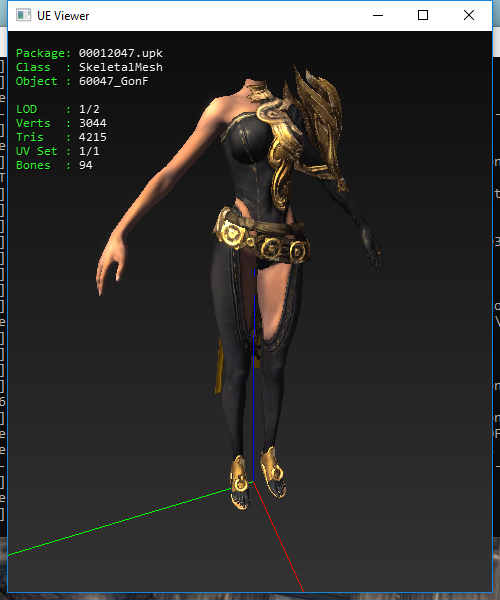 UE Viewer
Package: 00012047.upk
Class : SkeletalMesh
Object : 60047_GonF
LOD : 1/2
Verts : 3044
Tris : 4215
UV Set : 1/1
Bones : 94